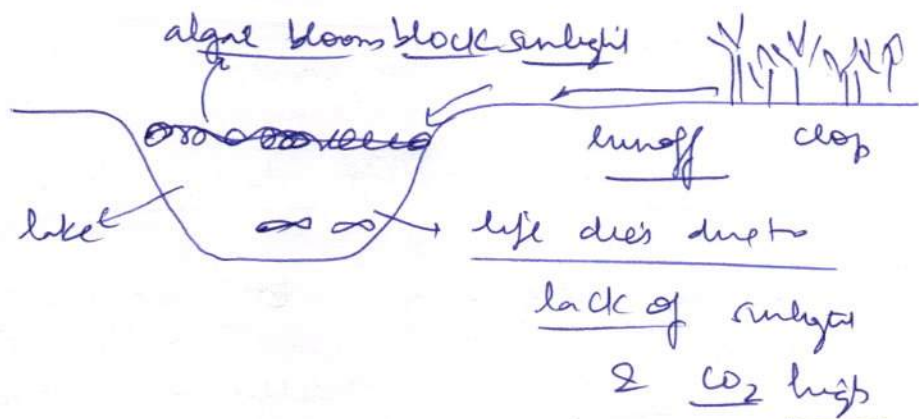 algae blooms block sunlight
runoff crop
lake
life dies due to
lack of sunlight
& CO2 high